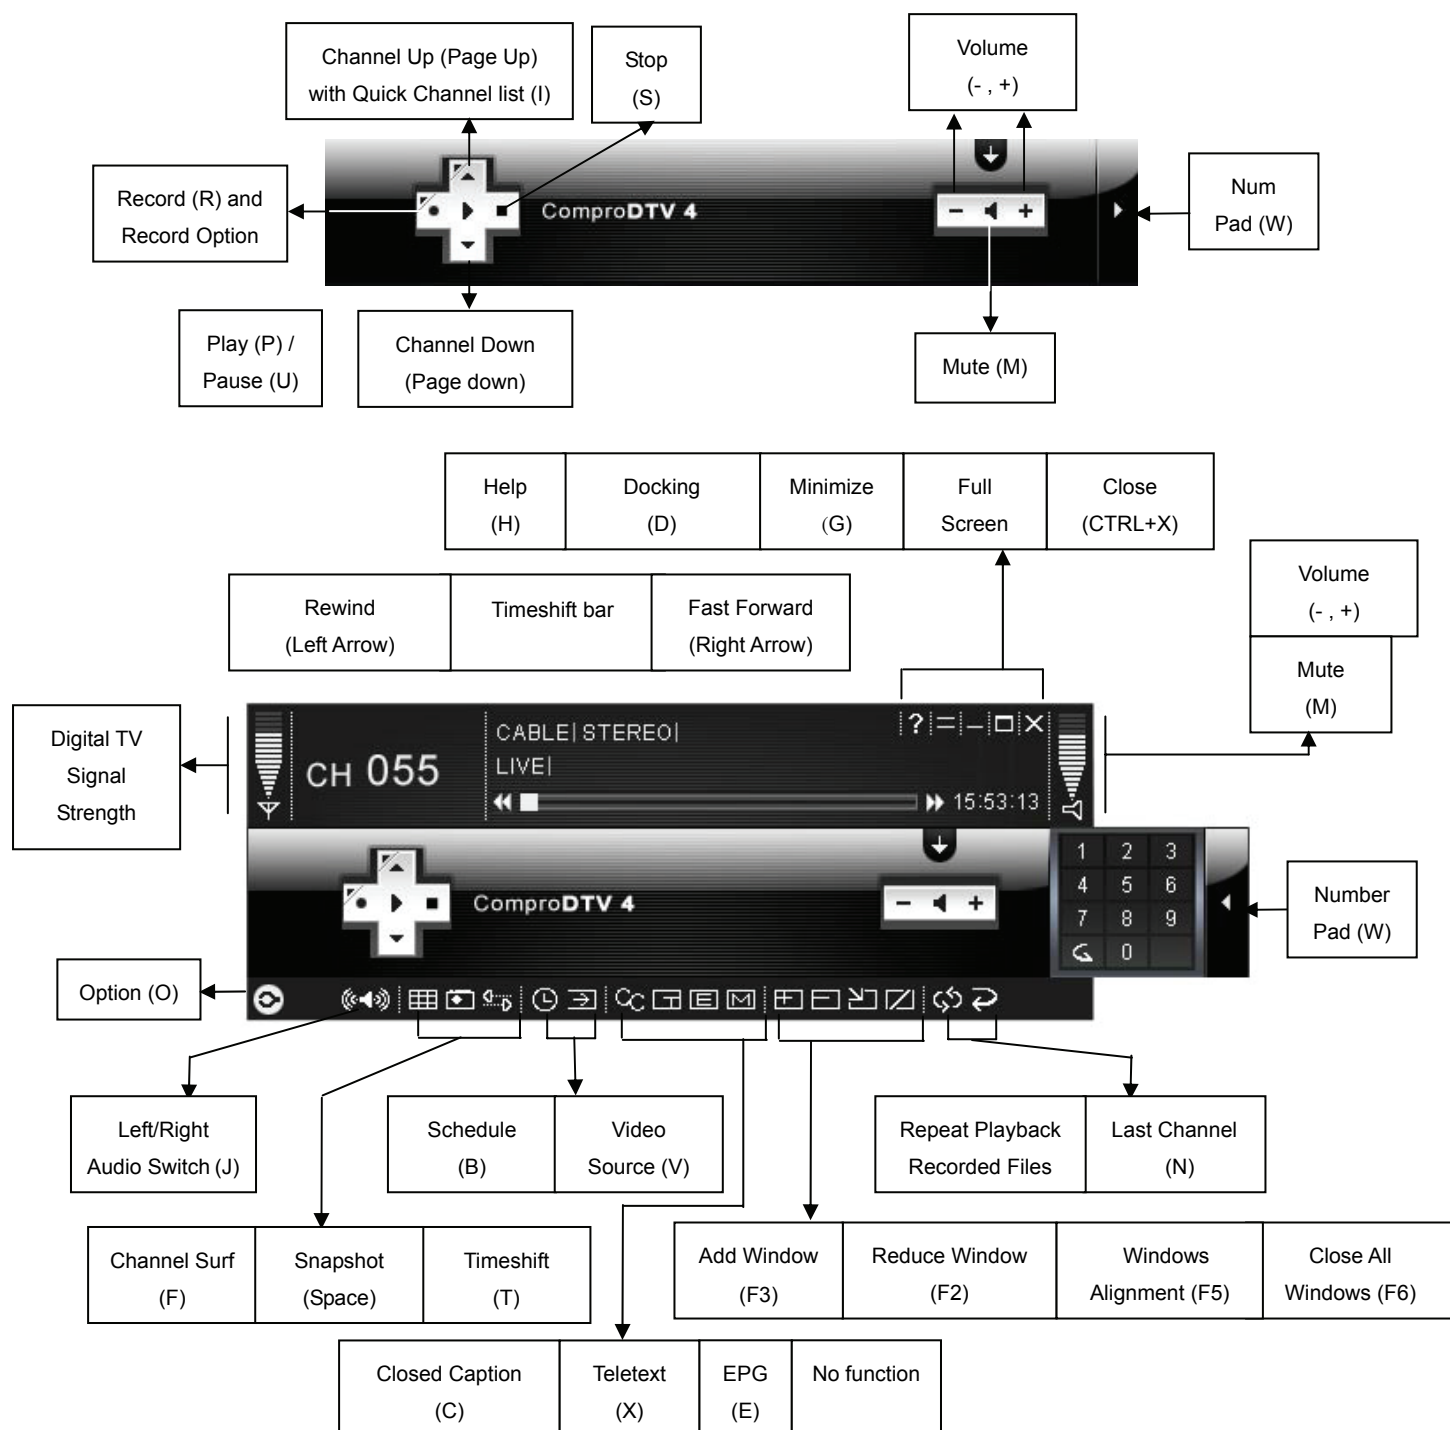 Channel Up (Page Up)
with Quick Channel list (I)
Stop
(S)
Volume
(- , +)
Record (R) and
Record Option
ComproDTV 4
Num
Pad (W)
Play (P) /
Pause (U)
Channel Down
(Page down)
Mute (M)
Help
(H)
Docking
(D)
Minimize
(G)
Full
Screen
Close
(CTRL+X)
Rewind
(Left Arrow)
Timeshift bar
Fast Forward
(Right Arrow)
Volume
(- , +)
Mute
(M)
Digital TV
Signal
Strength
CH 055
CABLE| STEREO|
LIVE|
15:53:13
ComproDTV 4
1 2 3
4 5 6
7 8 9
0
Number
Pad (W)
Option (O)
Left/Right
Audio Switch (J)
Schedule
(B)
Video
Source (V)
Repeat Playback
Recorded Files
Last Channel
(N)
Channel Surf
(F)
Snapshot
(Space)
Timeshift
(T)
Add Window
(F3)
Reduce Window
(F2)
Windows
Alignment (F5)
Close All
Windows (F6)
Closed Caption
(C)
Teletext
(X)
EPG
(E)
No function